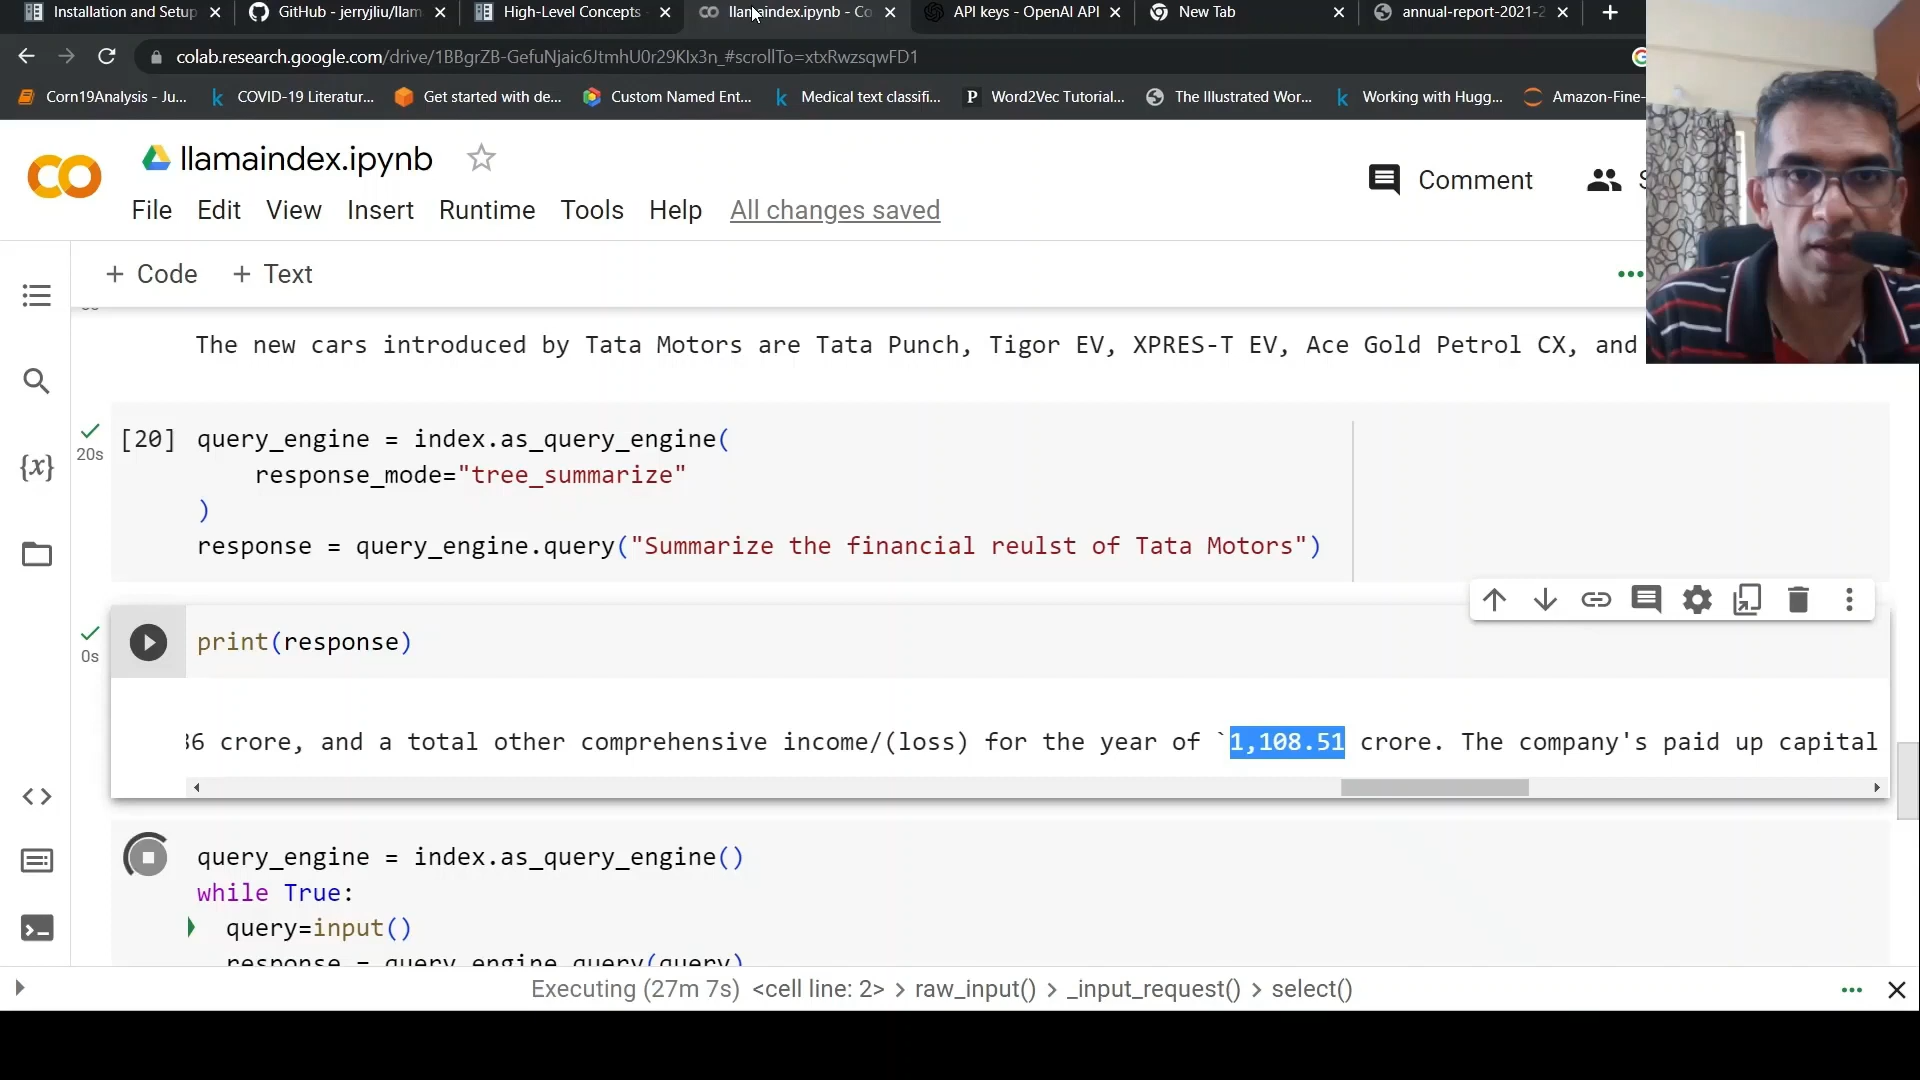 Installation and Setup
GitHub - jerryjliu/llam
High-Level Concepts
llamaindex.ipynb - Co
API keys - OpenAI API
New Tab
annual-report-2021-2
colab.research.google.com/drive/1BBgrZB-GefuNjaic6JtmhU0r29KIx3n_#scrollTo=xtxRwzsqwFD1
Corn19Analysis - Ju...
COVID-19 Literatur...
Get started with de...
Custom Named Ent...
Medical text classifi...
Word2Vec Tutorial...
The Illustrated Wor...
Working with Hugg...
Amazon-Fine-
llamaindex.ipynb
Comment
File Edit View Insert Runtime Tools Help All changes saved
+ Code + Text
The new cars introduced by Tata Motors are Tata Punch, Tigor EV, XPRES-T EV, Ace Gold Petrol CX, and
[20] query_engine = index.as_query_engine(
20s
response_mode="tree_summarize"
)
response = query_engine.query("Summarize the financial reulst of Tata Motors")
print(response)
0s
36 crore, and a total other comprehensive income/(loss) for the year of `1,108.51 crore. The company's paid up capital
query_engine = index.as_query_engine()
while True:
query=input()
response = query_engine.query(query)
Executing (27m 7s) <cell line: 2> > raw_input() > _input_request() > select()